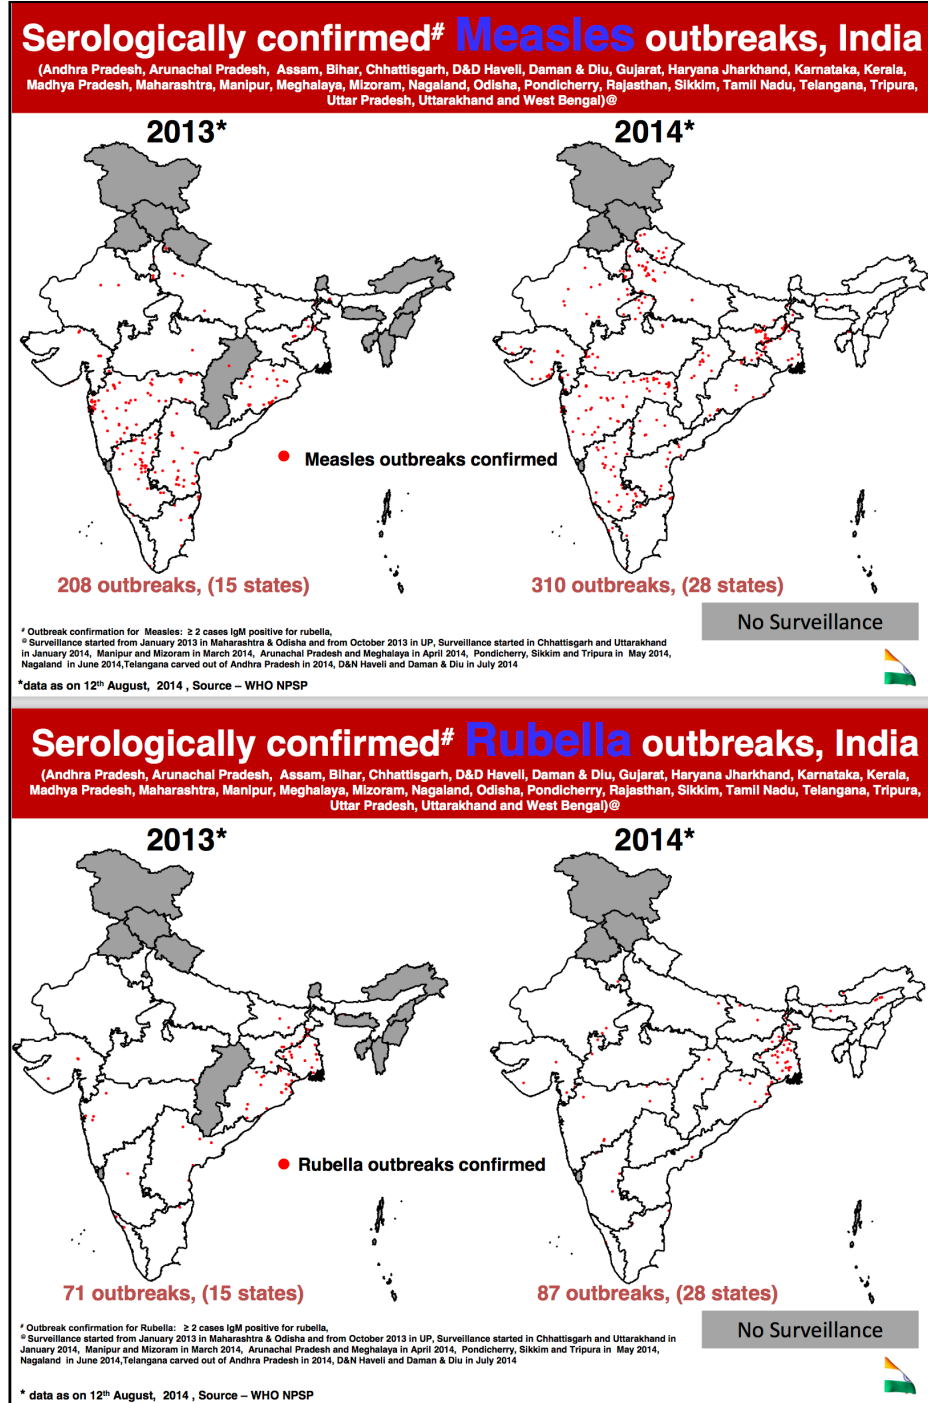 Serologically confirmed# Measles outbreaks, India
(Andhra Pradesh, Arunachal Pradesh, Assam, Bihar, Chhattisgarh, D&D Haveli, Daman & Diu, Gujarat, Haryana Jharkhand, Karnataka, Kerala,
Madhya Pradesh, Maharashtra, Manipur, Meghalaya, Mizoram, Nagaland, Odisha, Pondicherry, Rajasthan, Sikkim, Tamil Nadu, Telangana, Tripura,
Uttar Pradesh, Uttarakhand and West Bengal)@
2013*
2014*
Measles outbreaks confirmed
208 outbreaks, (15 states)
310 outbreaks, (28 states)
No Surveillance
# Outbreak confirmation for Measles: ≥ 2 cases IgM positive for rubella,
@ Surveillance started from January 2013 in Maharashtra & Odisha and from October 2013 in UP, Surveillance started in Chhattisgarh and Uttarakhand
in January 2014, Manipur and Mizoram in March 2014, Arunachal Pradesh and Meghalaya in April 2014, Pondicherry, Sikkim and Tripura in May 2014,
Nagaland in June 2014,Telangana carved out of Andhra Pradesh in 2014, D&N Haveli and Daman & Diu in July 2014
*data as on 12th August, 2014 , Source – WHO NPSP
Serologically confirmed# Rubella outbreaks, India
(Andhra Pradesh, Arunachal Pradesh, Assam, Bihar, Chhattisgarh, D&D Haveli, Daman & Diu, Gujarat, Haryana Jharkhand, Karnataka, Kerala,
Madhya Pradesh, Maharashtra, Manipur, Meghalaya, Mizoram, Nagaland, Odisha, Pondicherry, Rajasthan, Sikkim, Tamil Nadu, Telangana, Tripura,
Uttar Pradesh, Uttarakhand and West Bengal)@
2013*
2014*
Rubella outbreaks confirmed
71 outbreaks, (15 states)
87 outbreaks, (28 states)
No Surveillance
# Outbreak confirmation for Rubella: ≥ 2 cases IgM positive for rubella,
@ Surveillance started from January 2013 in Maharashtra & Odisha and from October 2013 in UP, Surveillance started in Chhattisgarh and Uttarakhand in
January 2014, Manipur and Mizoram in March 2014, Arunachal Pradesh and Meghalaya in April 2014, Pondicherry, Sikkim and Tripura in May 2014,
Nagaland in June 2014,Telangana carved out of Andhra Pradesh in 2014, D&N Haveli and Daman & Diu in July 2014
* data as on 12th August, 2014 , Source – WHO NPSP